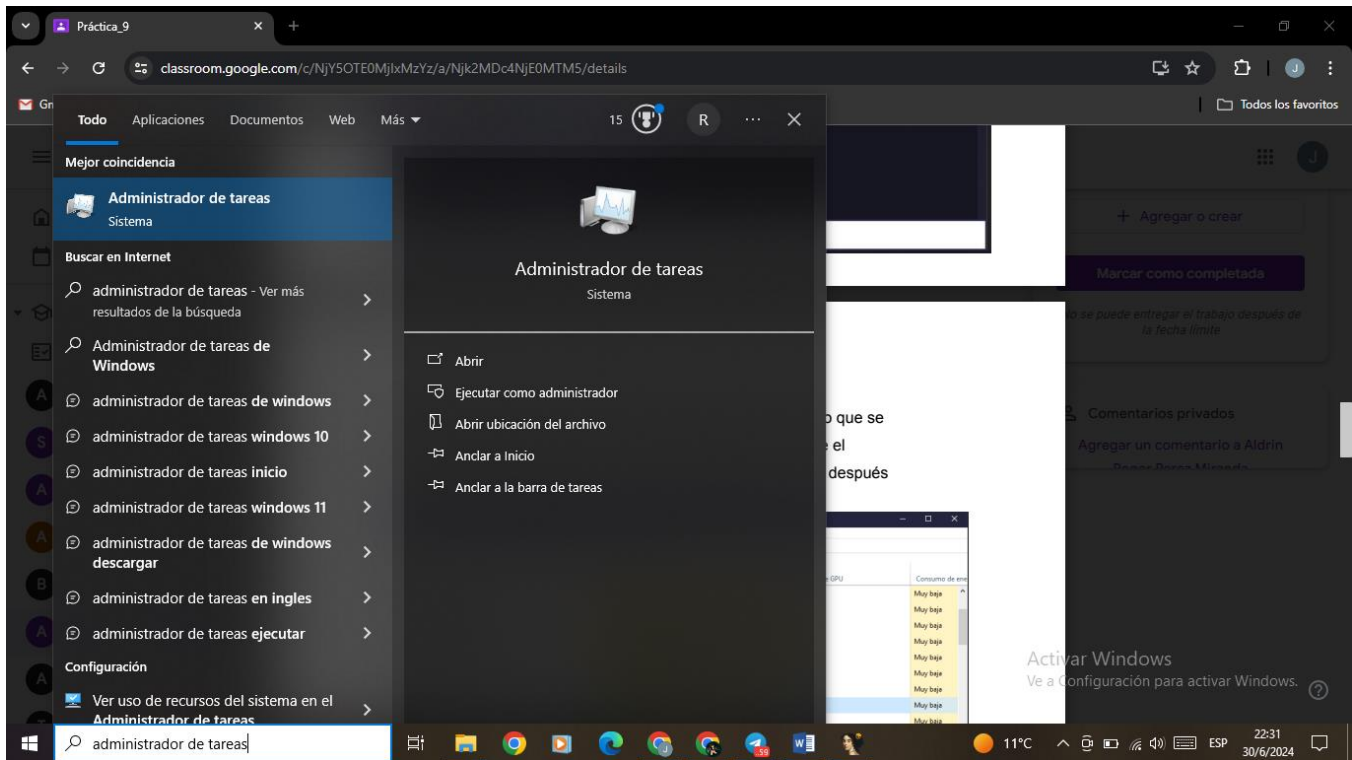 Práctica_9
classroom.google.com/c/NjY5OTE0MjIxMzYz/a/Njk2MDc4NjE0MTM5/details
Todos los favoritos
Todo Aplicaciones Documentos Web Más
15 R ...
Mejor coincidencia
Administrador de tareas
Sistema
Buscar en Internet
administrador de tareas - Ver más
resultados de la búsqueda
Administrador de tareas de
Windows
administrador de tareas de windows
administrador de tareas windows 10
administrador de tareas inicio
administrador de tareas windows 11
administrador de tareas de windows
descargar
administrador de tareas en ingles
administrador de tareas ejecutar
Configuración
Ver uso de recursos del sistema en el
Administrador de tareas
administrador de tareas
Administrador de tareas
Sistema
Abrir
Ejecutar como administrador
Abrir ubicación del archivo
Anclar a Inicio
Anclar a la barra de tareas
o que se
el
después
GPU
Consumo de ene
Muy baja
Muy baja
Muy baja
Muy baja
Muy baja
Muy baja
Muy baja
Muy baja
Muy baja
J
+ Agregar o crear
Marcar como completada
No se puede entregar el trabajo después de
la fecha límite
Comentarios privados
Agregar un comentario a Aldrin
Activar Windows
Ve a Configuración para activar Windows.
59
11°C
ESP
22:31
30/6/2024